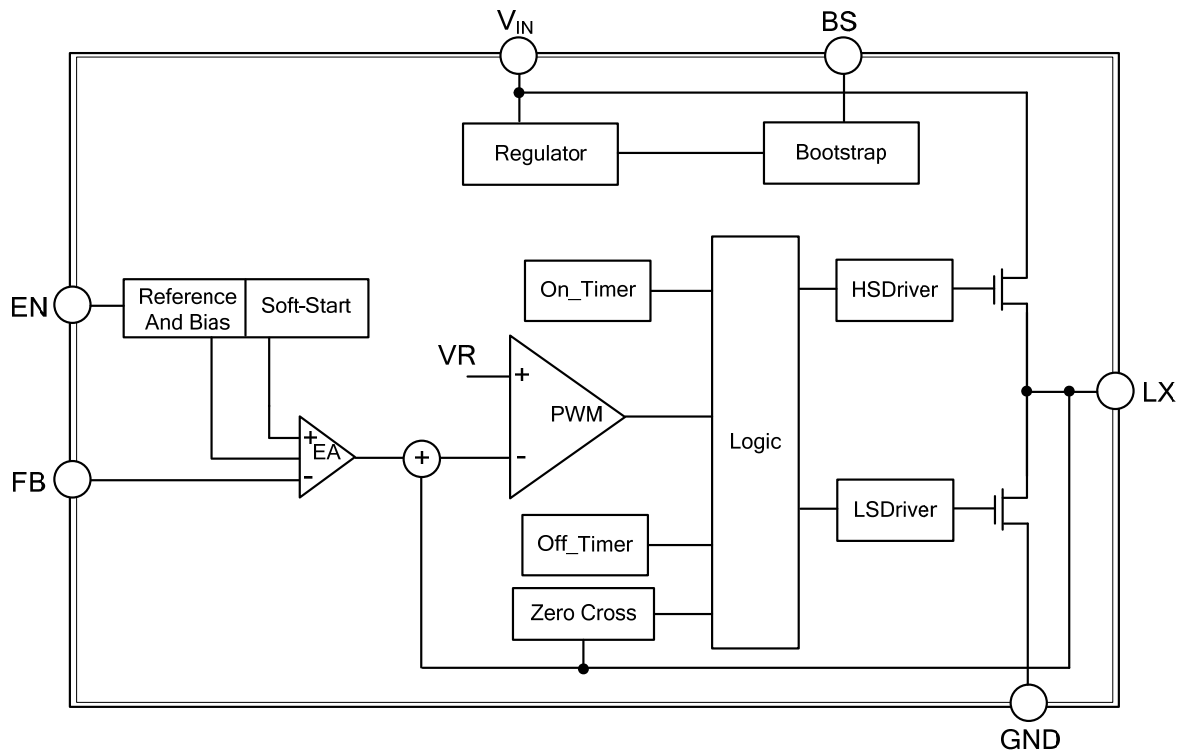 VIN
BS
Regulator
Bootstrap
EN
Reference
And Bias
Soft-Start
On_Timer
HSDriver
VR
+
PWM
-
LX
+
EA
-
+
Logic
FB
LSDriver
Off_Timer
Zero Cross
GND